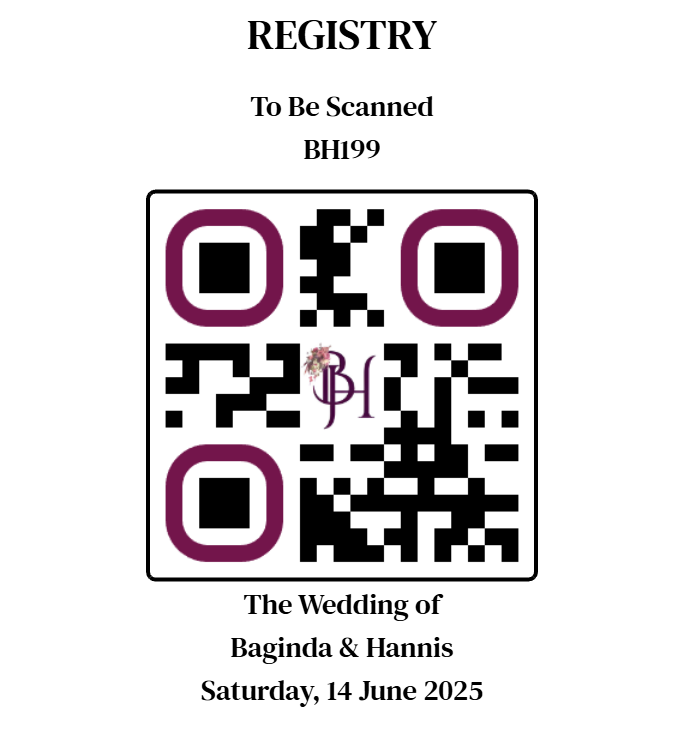 REGISTRY
To Be Scanned
BH199
BH
The Wedding of
Baginda & Hannis
Saturday, 14 June 2025